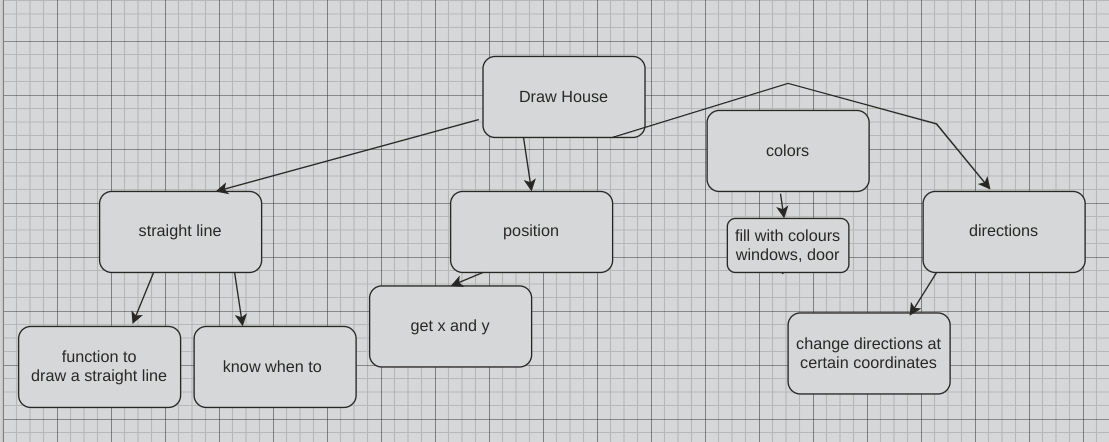 Draw House
colors
straight line
position
fill with colours
windows, door
directions
get x and y
function to
draw a straight line
know when to
change directions at
certain coordinates